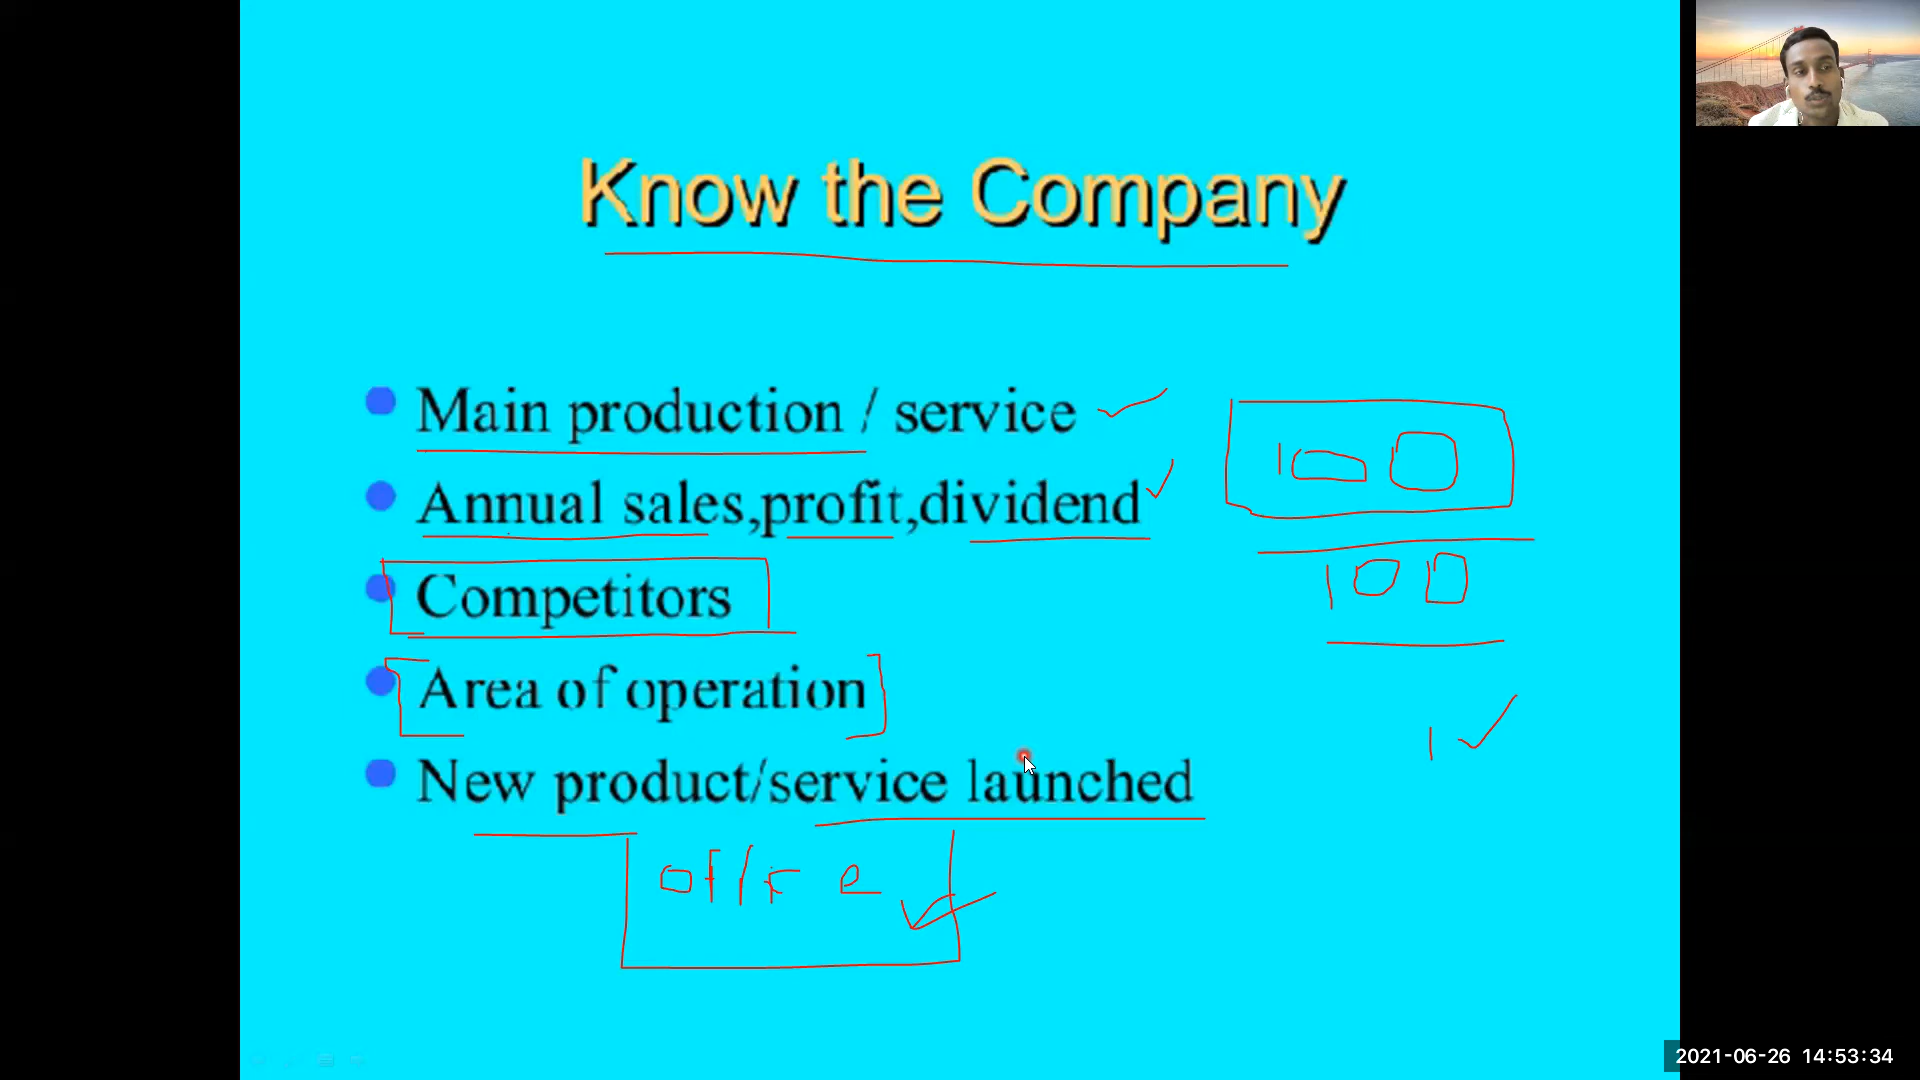 Know the Company
Main production / service
Annual sales,profit,dividend
Competitors
Area of operation
New product/service launched
100
100
1
2021-06-26 14:53:34